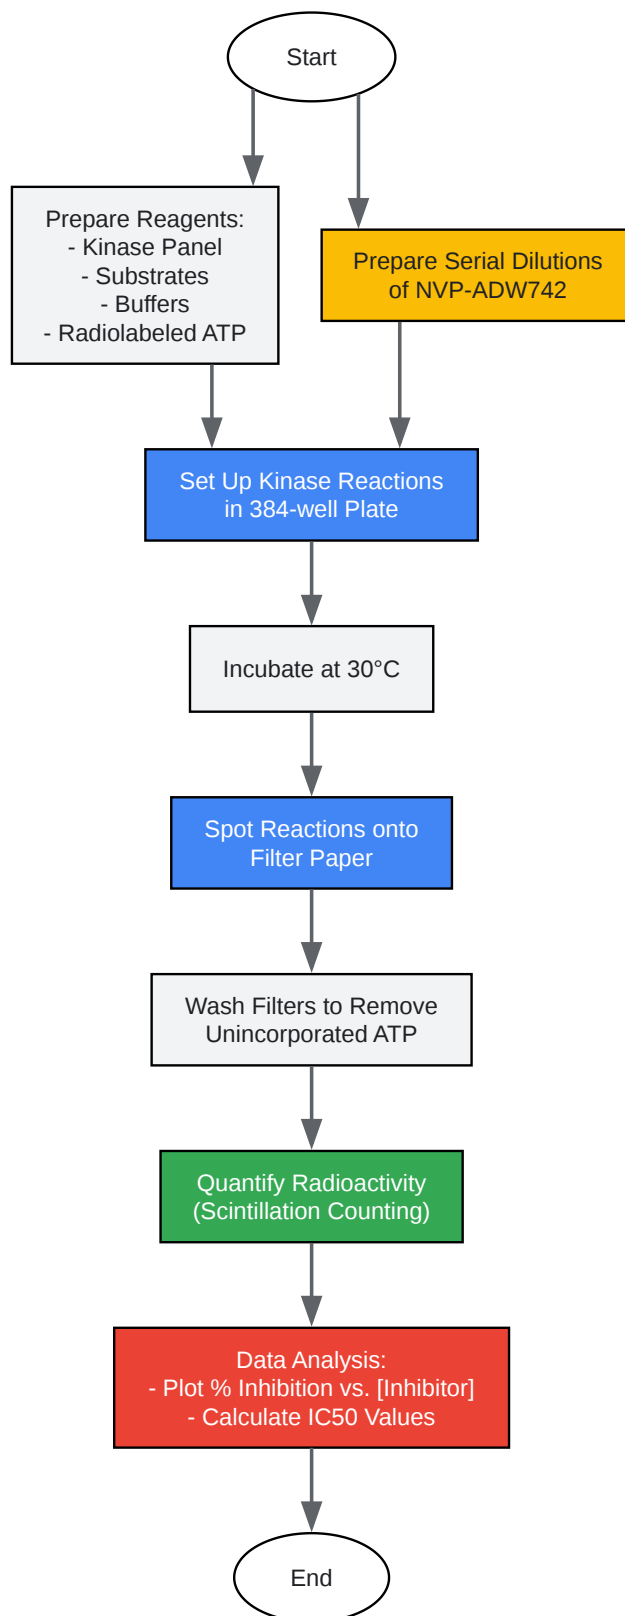 Start
Prepare Reagents:
- Kinase Panel
- Substrates
- Buffers
- Radiolabeled ATP
Prepare Serial Dilutions
of NVP-ADW742
Set Up Kinase Reactions
in 384-well Plate
Incubate at 30°C
Spot Reactions onto
Filter Paper
Wash Filters to Remove
Unincorporated ATP
Quantify Radioactivity
(Scintillation Counting)
Data Analysis:
- Plot % Inhibition vs. [Inhibitor]
- Calculate IC50 Values
End